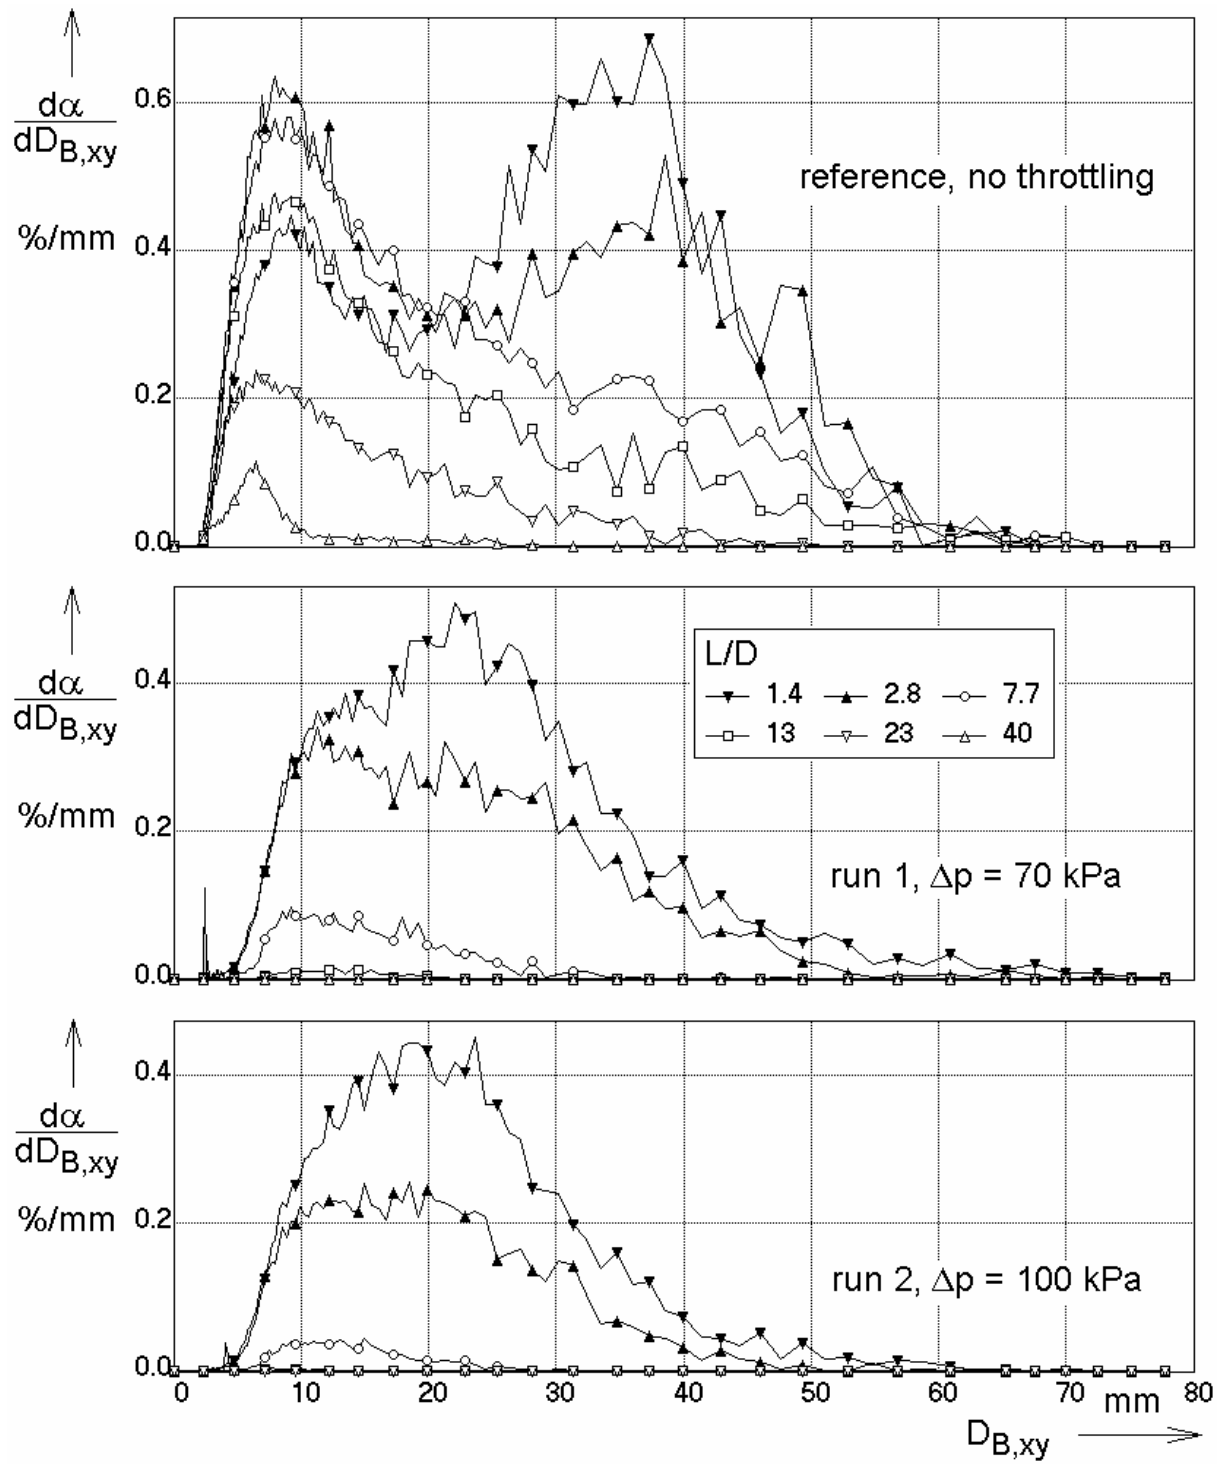 dα
dD_B,xy
%/mm
0.6
0.4
0.2
0.0
reference, no throttling
dα
dD_B,xy
%/mm
0.4
0.2
0.0
L/D
1.4 2.8 7.7
13 23 40
run 1, Δp = 70 kPa
dα
dD_B,xy
%/mm
0.4
0.2
0.0
run 2, Δp = 100 kPa
0 10 20 30 40 50 60 70 mm 80
D_B,xy